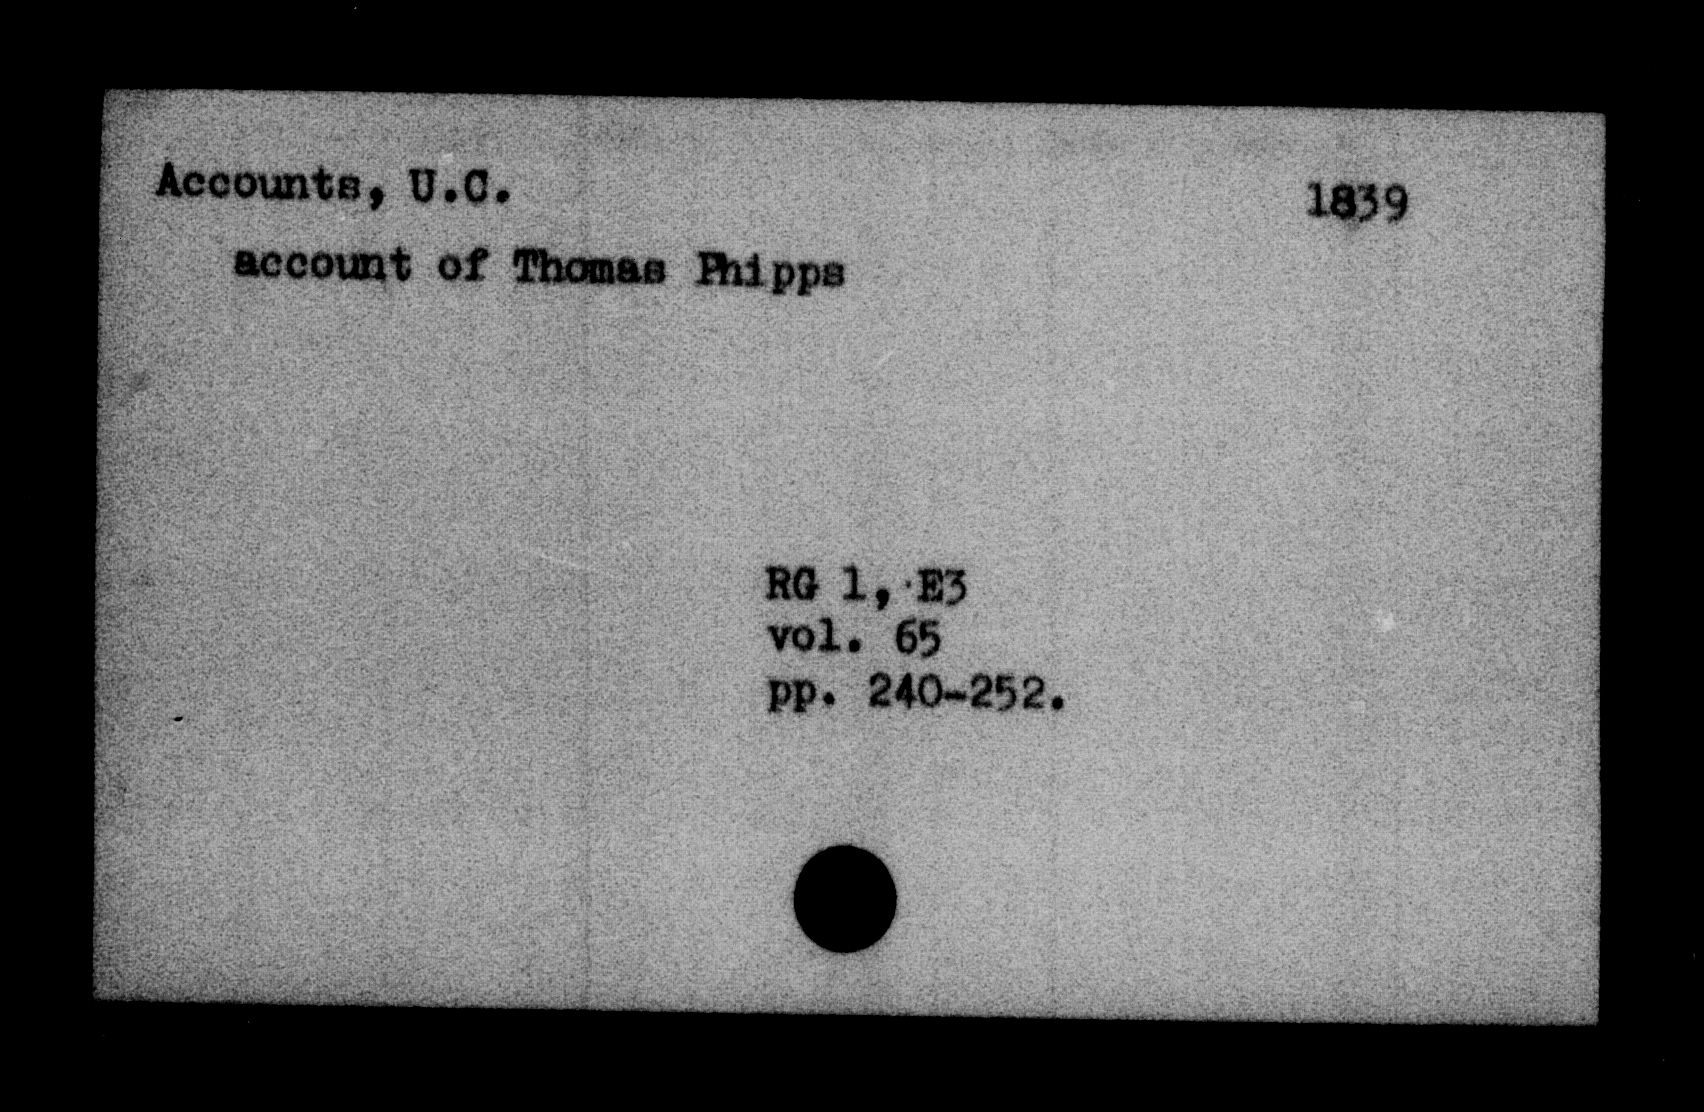 Accounts, U.C. 1839
account of Thomas Phipps
RG 1, E3
vol. 65
pp. 240-252.